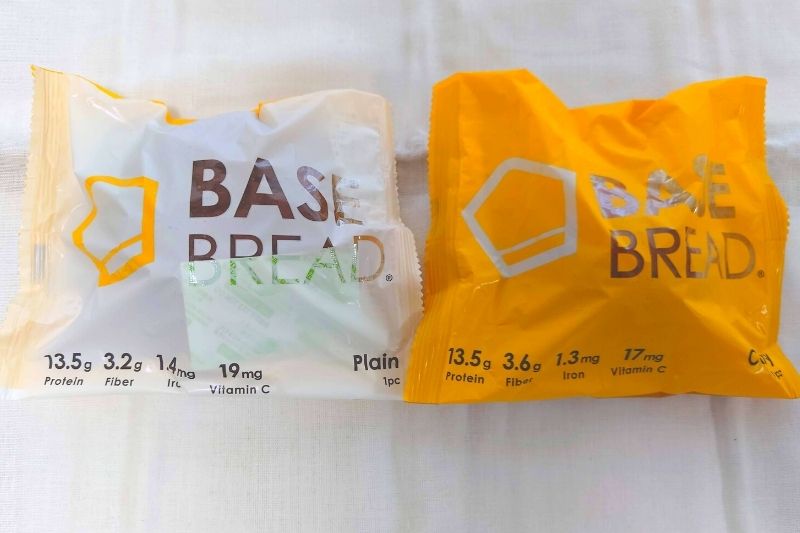 BASE
BREAD®
13.5g 3.2g 1.4mg 19mg Plain
Protein Fiber Iro Vitamin C 1pc
BASE
BREAD®
13.5g 3.6g 1.3mg 17mg
Protein Fiber Iron Vitamin C